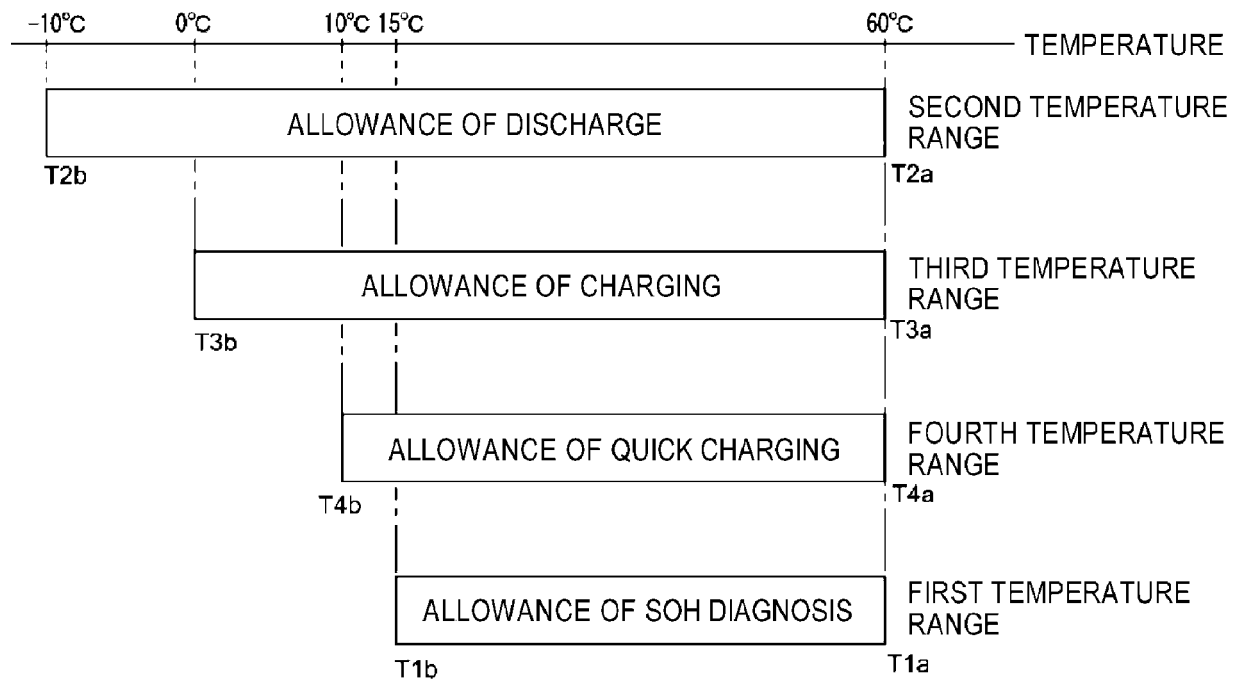 -10℃ 0℃ 10℃ 15℃ 60℃
TEMPERATURE
ALLOWANCE OF DISCHARGE
SECOND TEMPERATURE
RANGE
T2b T2a
ALLOWANCE OF CHARGING
THIRD TEMPERATURE
RANGE
T3b T3a
ALLOWANCE OF QUICK CHARGING
FOURTH TEMPERATURE
RANGE
T4b T4a
ALLOWANCE OF SOH DIAGNOSIS
FIRST TEMPERATURE
RANGE
T1b T1a